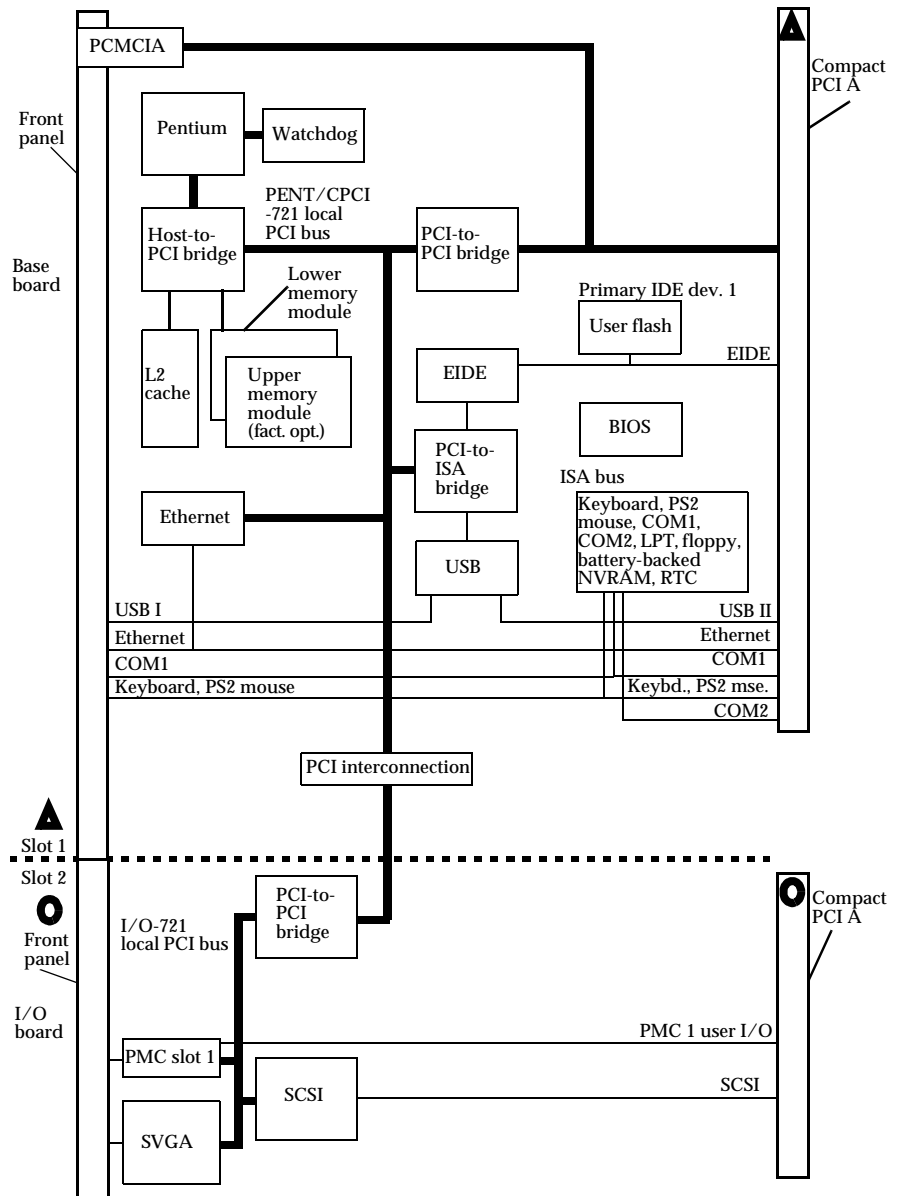 PCMCIA
Compact
PCI A
Front
panel
Pentium
Watchdog
PENT/CPCI
-721 local
PCI bus
Host-to-
PCI bridge
PCI-to-
PCI bridge
Base
board
Lower
memory
module
Primary IDE dev. 1
User flash
EIDE
L2
cache
Upper
memory
module
(fact. opt.)
EIDE
BIOS
PCI-to-
ISA
bridge
ISA bus
Keyboard, PS2
mouse, COM1,
COM2, LPT, floppy,
battery-backed
NVRAM, RTC
Ethernet
USB
USB I
USB II
Ethernet
Ethernet
COM1
COM1
Keyboard, PS2 mouse
Keybd., PS2 mse.
COM2
PCI interconnection
Slot 1
Slot 2
PCI-to-
PCI
bridge
Compact
PCI A
I/O-721
local PCI bus
Front
panel
I/O
board
PMC 1 user I/O
PMC slot 1
SCSI
SCSI
SVGA